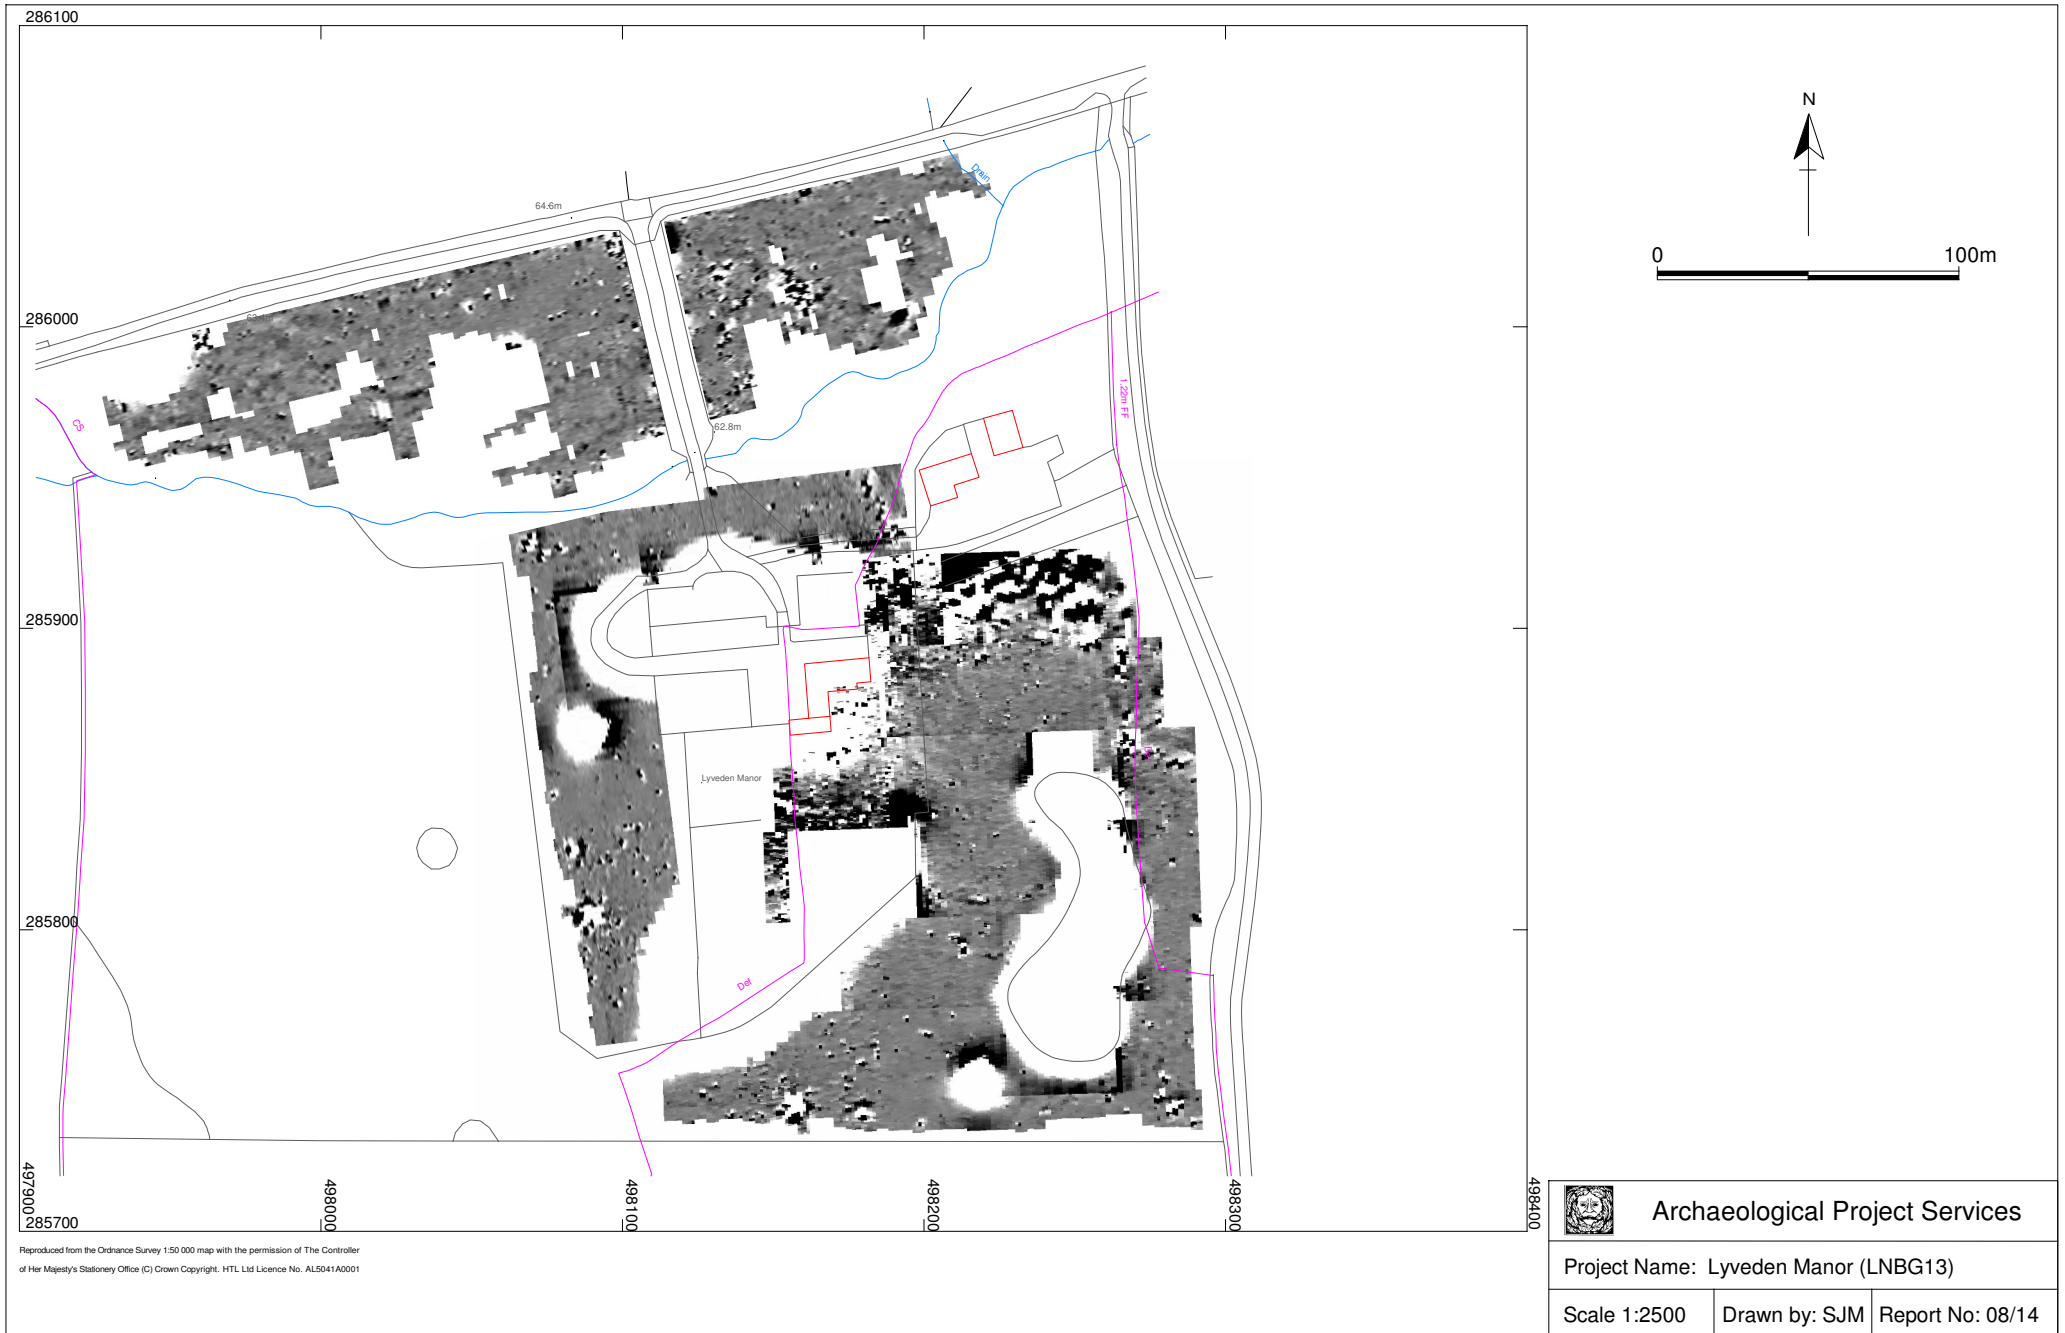 286100
N
0 100m
Drain
64.6m
286000
63.4m
1.22m FF
CS
62.8m
285900
Lyveden Manor
285800
Def
497900
498000
498100
498200
498300
498400
285700
Archaeological Project Services
Reproduced from the Ordnance Survey 1:50 000 map with the permission of The Controller
of Her Majesty's Stationery Office (C) Crown Copyright. HTL Ltd Licence No. AL5041A0001
Project Name: Lyveden Manor (LNBG13)
Scale 1:2500
Drawn by: SJM
Report No: 08/14